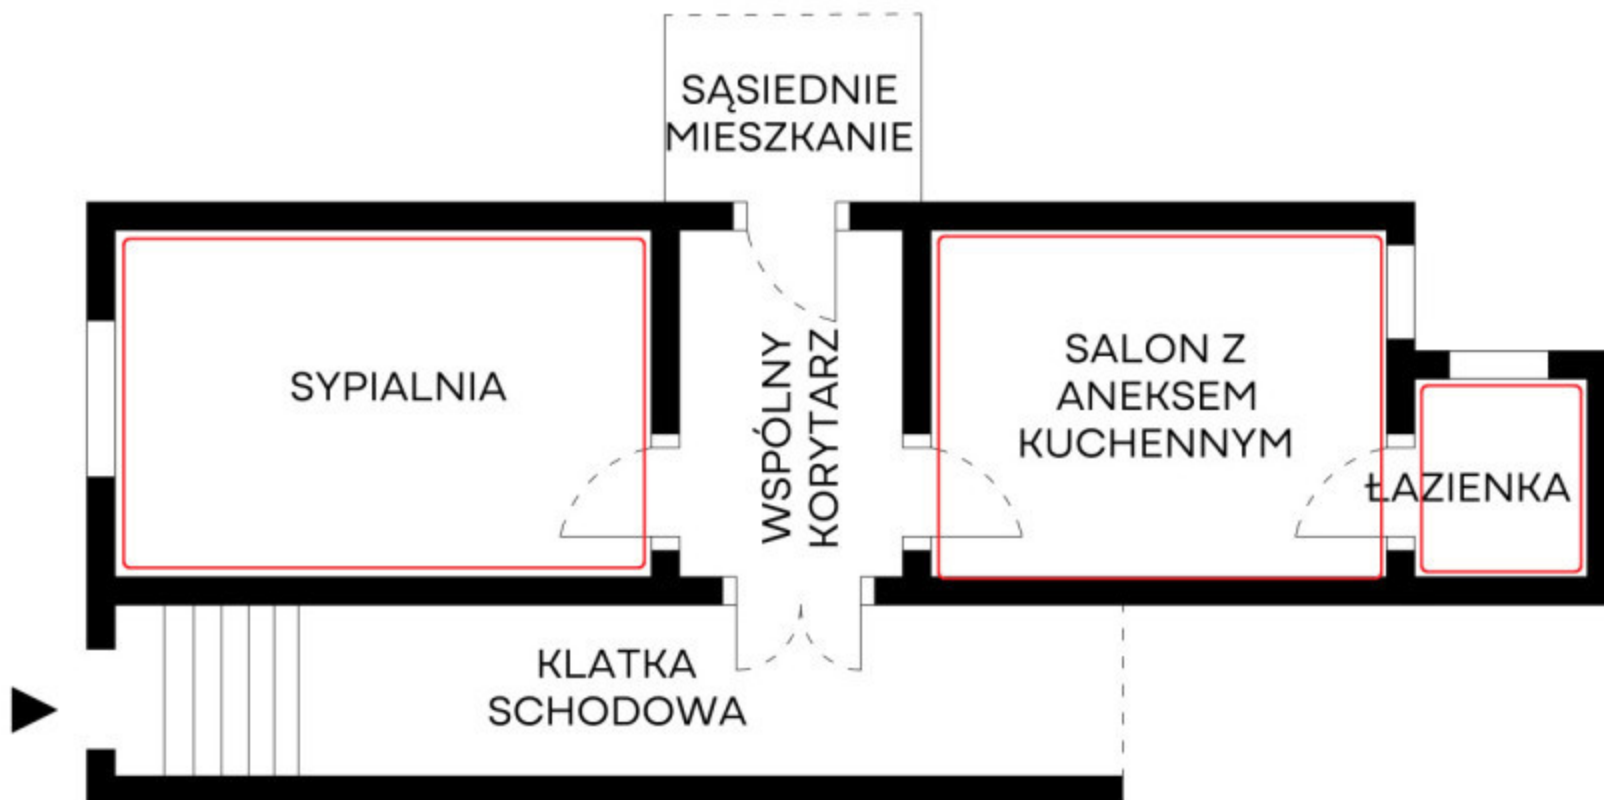 SĄSIEDNIE
MIESZKANIE
SYPIALNIA
WSPÓLNY
KORYTARZ
SALON Z
ANEKSEM
KUCHENNYM
ŁAZIENKA
KLATKA
SCHODOWA